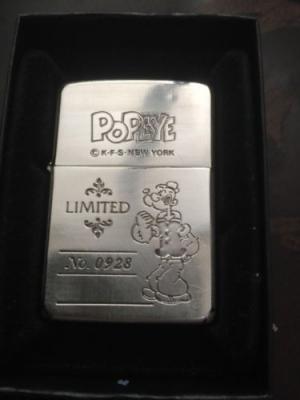 POPEYE
© K·F·S-NEW YORK
LIMITED
No. 0928